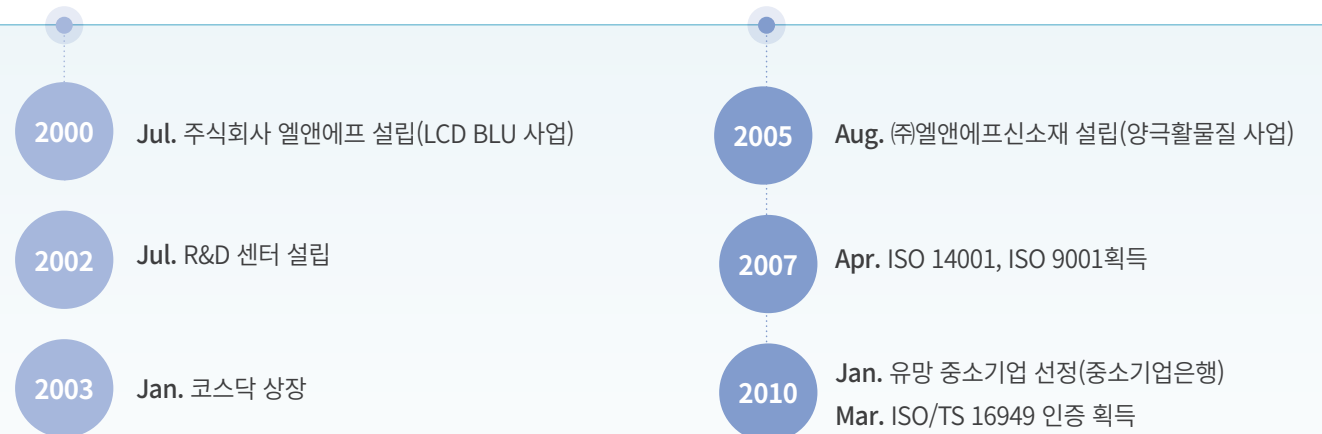 2000
Jul. 주식회사 엘앤에프 설립(LCD BLU 사업)
2002
Jul. R&D 센터 설립
2003
Jan. 코스닥 상장
2005
Aug. ㈜엘앤에프신소재 설립(양극활물질 사업)
2007
Apr. ISO 14001, ISO 9001획득
2010
Jan. 유망 중소기업 선정(중소기업은행)
Mar. ISO/TS 16949 인증 획득